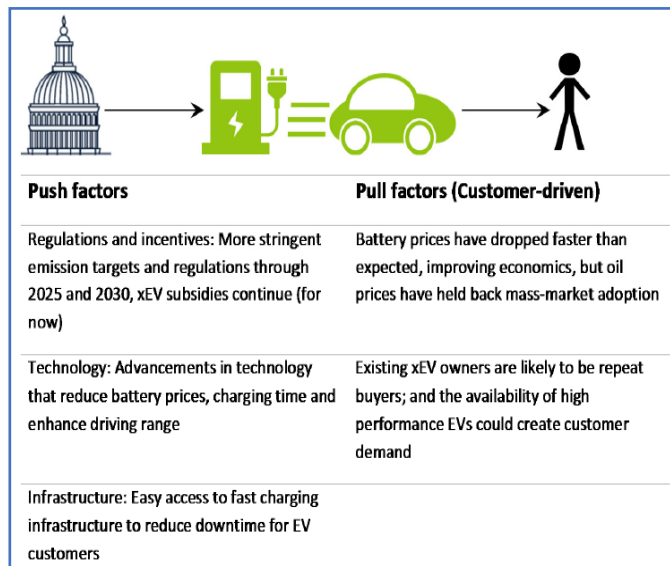 Push factors
Pull factors (Customer-driven)
Regulations and incentives: More stringent
emission targets and regulations through
2025 and 2030, xEV subsidies continue (for
now)
Battery prices have dropped faster than
expected, improving economics, but oil
prices have held back mass-market adoption
Technology: Advancements in technology
that reduce battery prices, charging time and
enhance driving range
Existing xEV owners are likely to be repeat
buyers; and the availability of high
performance EVs could create customer
demand
Infrastructure: Easy access to fast charging
infrastructure to reduce downtime for EV
customers